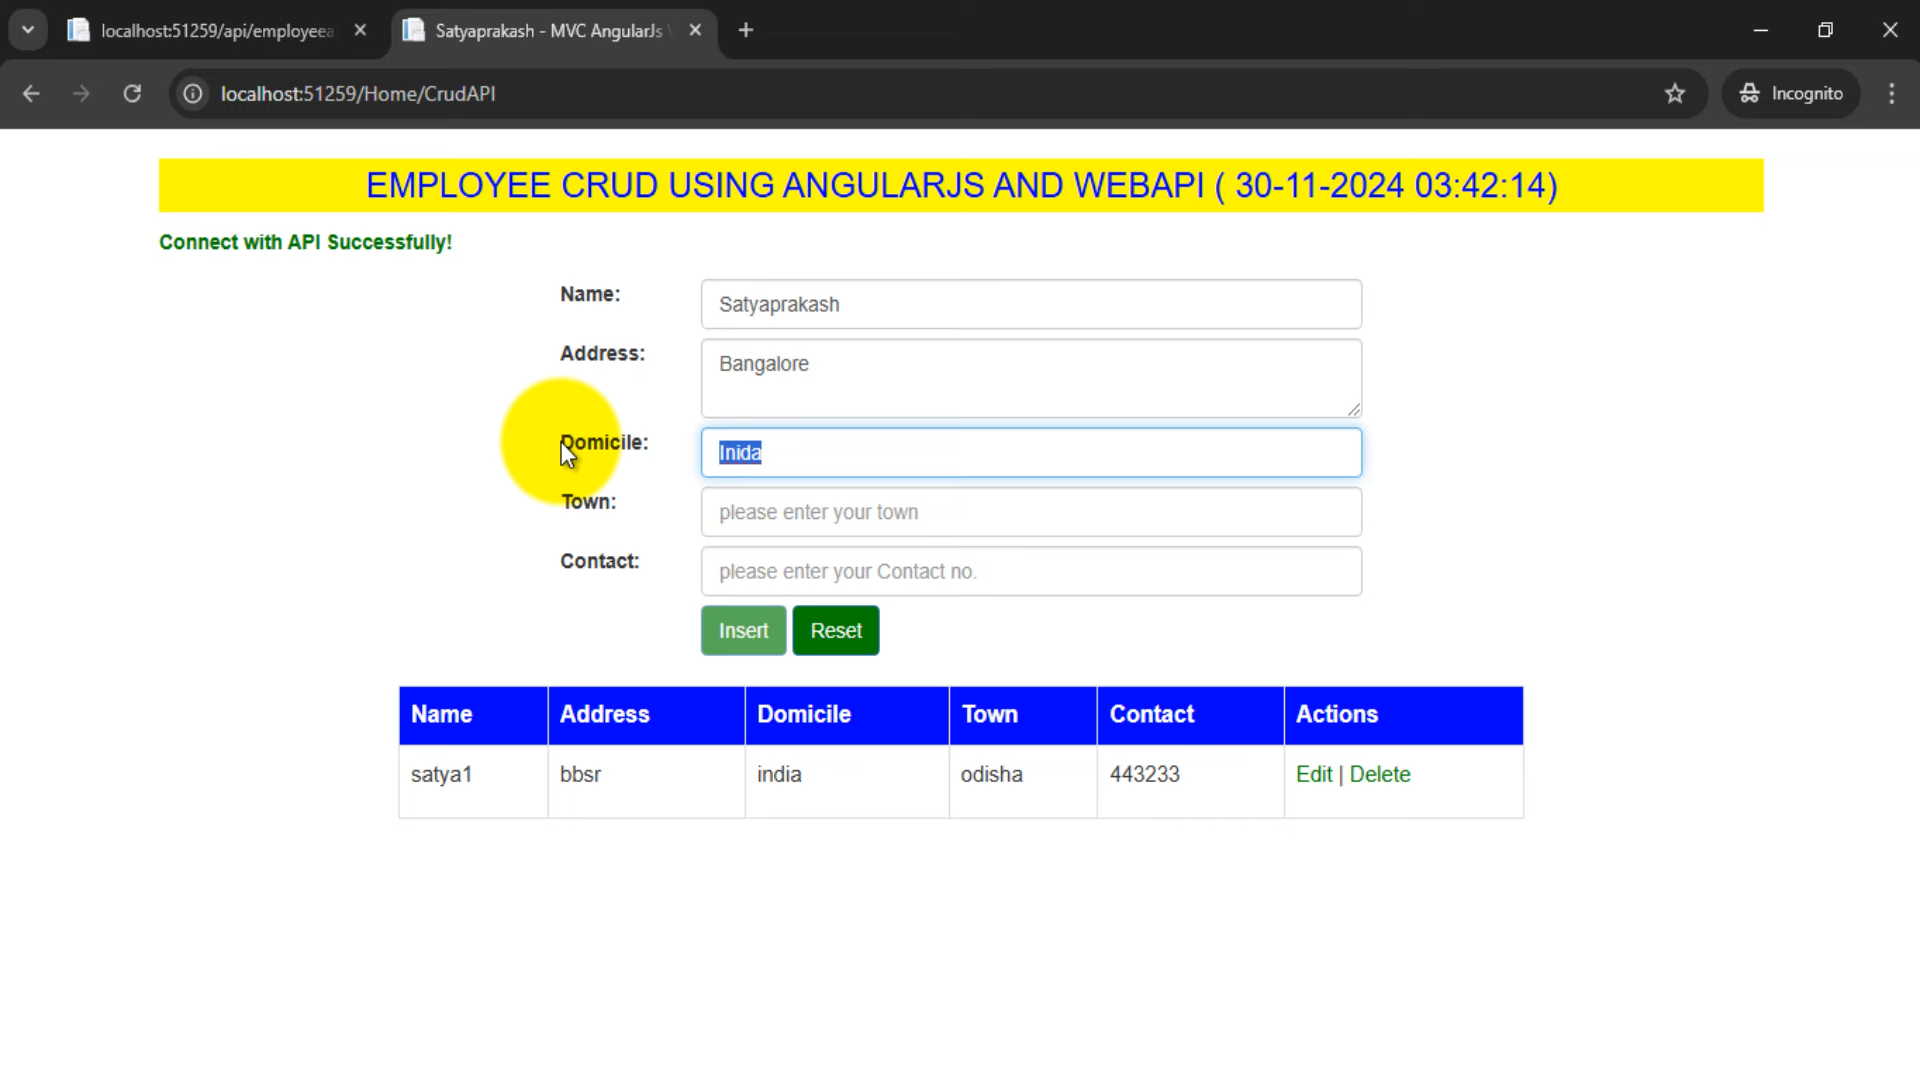 localhost:51259/api/employeea
Satyaprakash - MVC AngularJs
localhost:51259/Home/CrudAPI
Incognito
EMPLOYEE CRUD USING ANGULARJS AND WEBAPI ( 30-11-2024 03:42:14)
Connect with API Successfully!
Name: Satyaprakash
Address: Bangalore
Domicile: Inida
Town: please enter your town
Contact: please enter your Contact no.
Insert Reset
Name Address Domicile Town Contact Actions
satya1 bbsr india odisha 443233 Edit | Delete